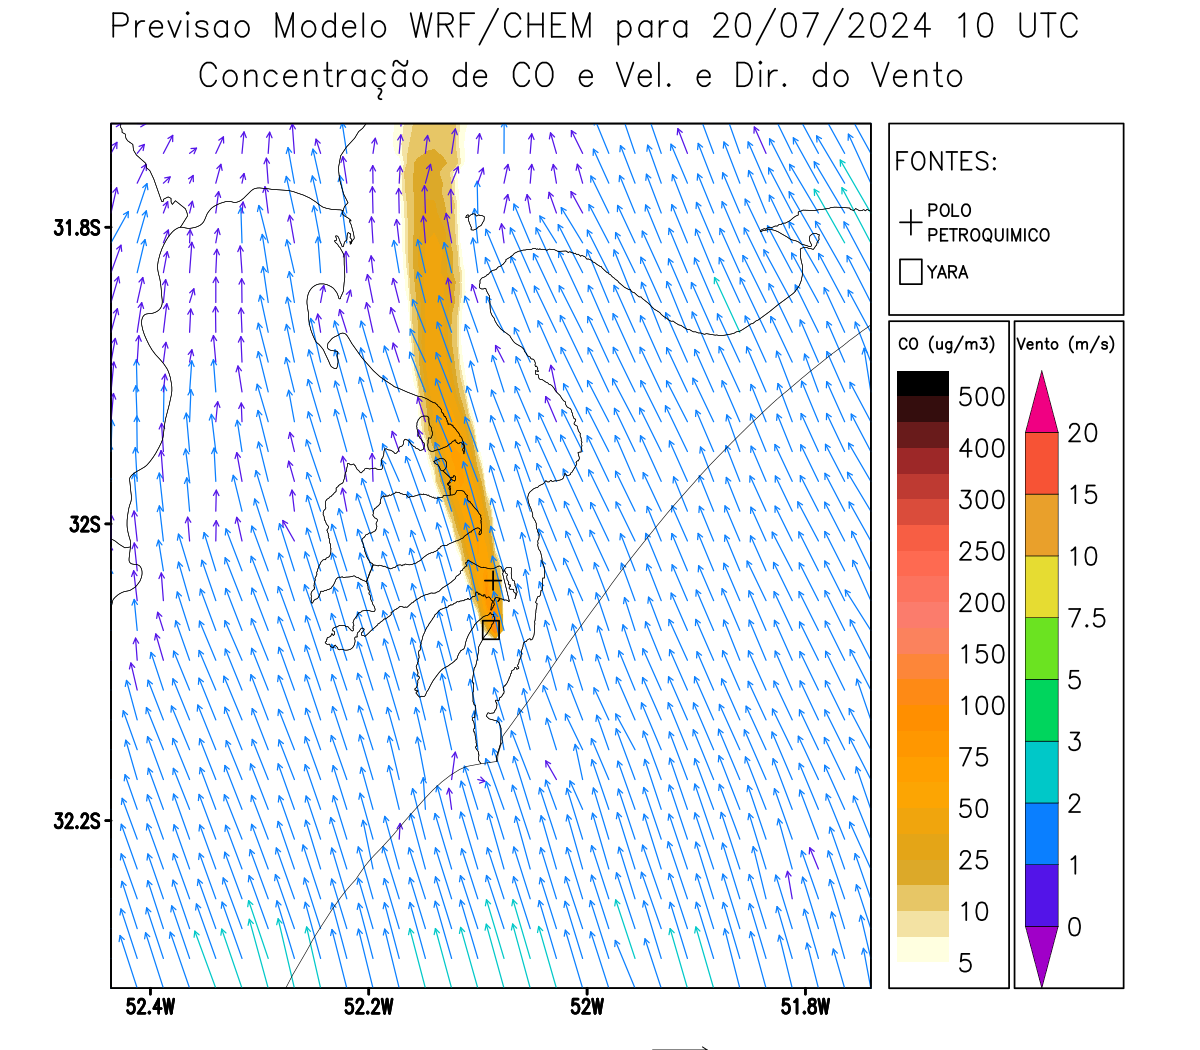 Previsao Modelo WRF/CHEM para 20/07/2024 10 UTC
Concentração de CO e Vel. e Dir. do Vento
FONTES:
POLO
PETROQUIMICO
YARA
CO (ug/m3)
500
400
300
250
200
150
100
75
50
25
10
5
Vento (m/s)
20
15
10
7.5
5
3
2
1
0
31.8S
32S
32.2S
52.4W
52.2W
52W
51.8W